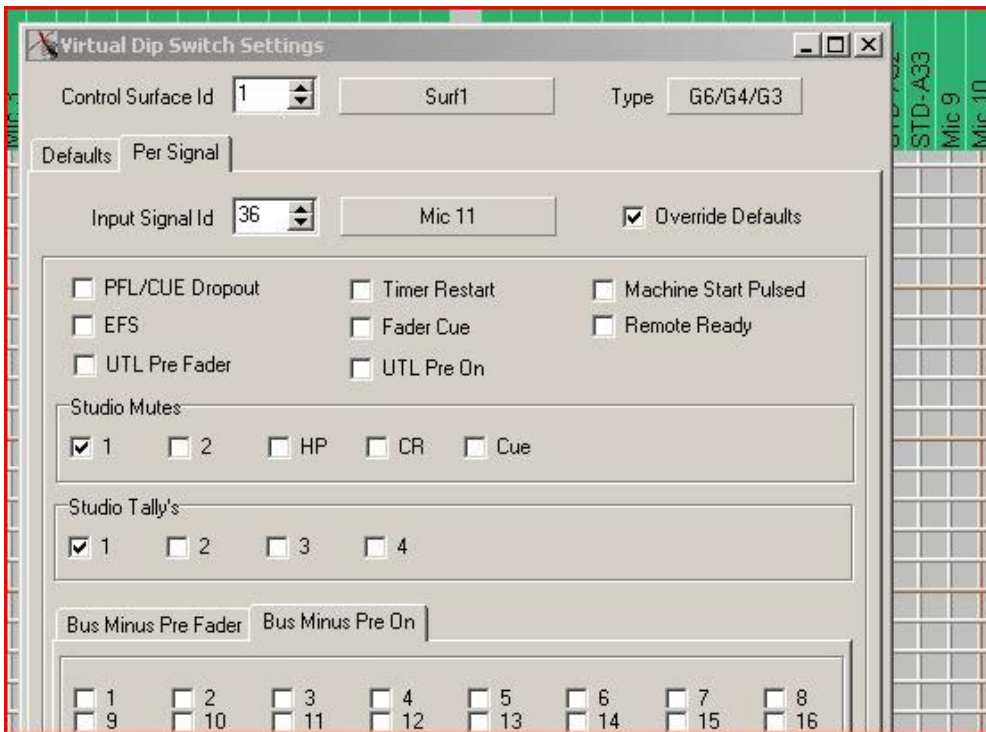 Virtual Dip Switch Settings
Control Surface Id 1 Surf1 Type G6/G4/G3
Defaults Per Signal
Input Signal Id 36 Mic 11 Override Defaults
PFL/CUE Dropout Timer Restart Machine Start Pulsed
EFS Fader Cue Remote Ready
UTL Pre Fader UTL Pre On
Studio Mutes
1 2 HP CR Cue
Studio Tally's
1 2 3 4
Bus Minus Pre Fader Bus Minus Pre On
1 2 3 4 5 6 7 8
9 10 11 12 13 14 15 16
STD-A33
Mic 9
Mic 10